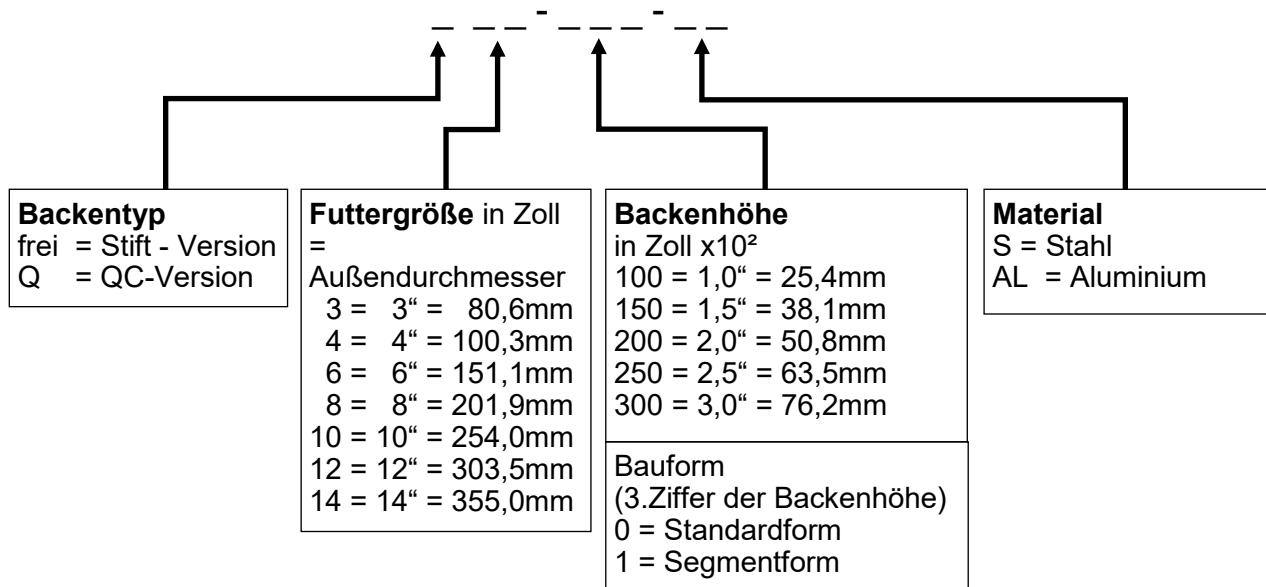 _ _ _ - _ _ _ - _ _
Backentyp
frei = Stift - Version
Q = QC-Version
Futtergröße in Zoll
=
Außendurchmesser
3 = 3“ = 80,6mm
4 = 4“ = 100,3mm
6 = 6“ = 151,1mm
8 = 8“ = 201,9mm
10 = 10“ = 254,0mm
12 = 12“ = 303,5mm
14 = 14“ = 355,0mm
Backenhöhe
in Zoll x10²
100 = 1,0“ = 25,4mm
150 = 1,5“ = 38,1mm
200 = 2,0“ = 50,8mm
250 = 2,5“ = 63,5mm
300 = 3,0“ = 76,2mm
Bauform
(3.Ziffer der Backenhöhe)
0 = Standardform
1 = Segmentform
Material
S = Stahl
AL = Aluminium